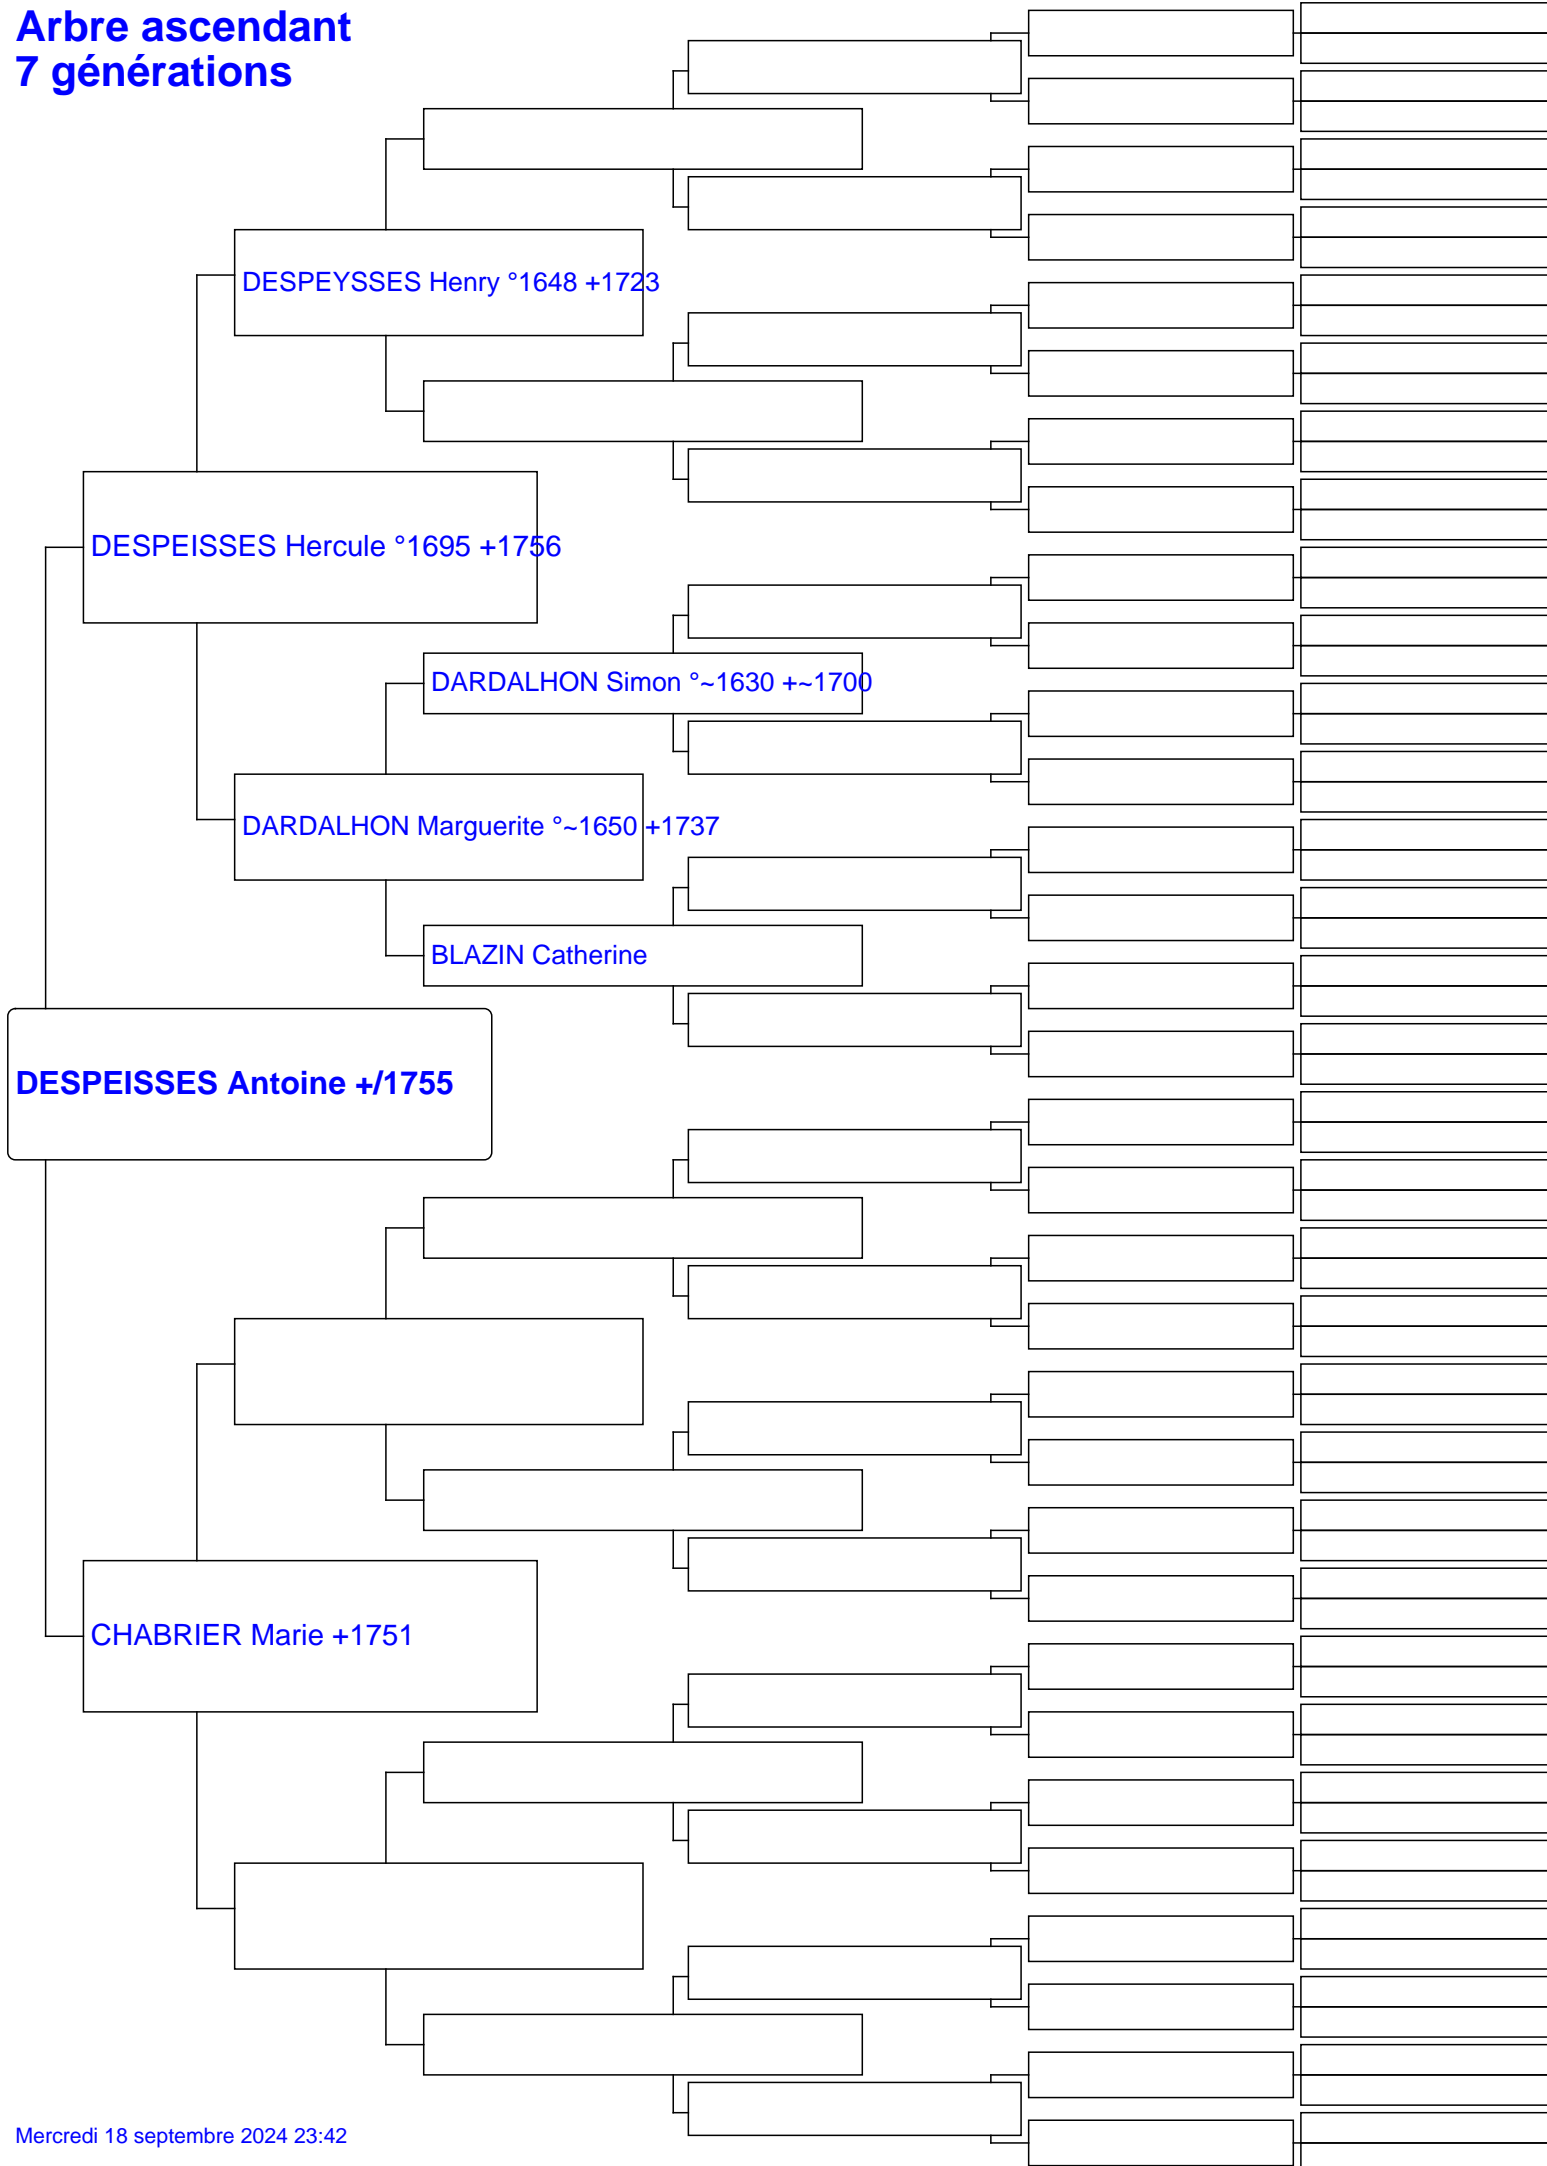 Arbre ascendant
7 générations
DESPEYSSES Henry °1648 +1723
DESPEISSES Hercule °1695 +1756
DARDALHON Simon °~1630 +~1700
DARDALHON Marguerite °~1650 +1737
BLAZIN Catherine
DESPEISSES Antoine +/1755
CHABRIER Marie +1751
Mercredi 18 septembre 2024 23:42